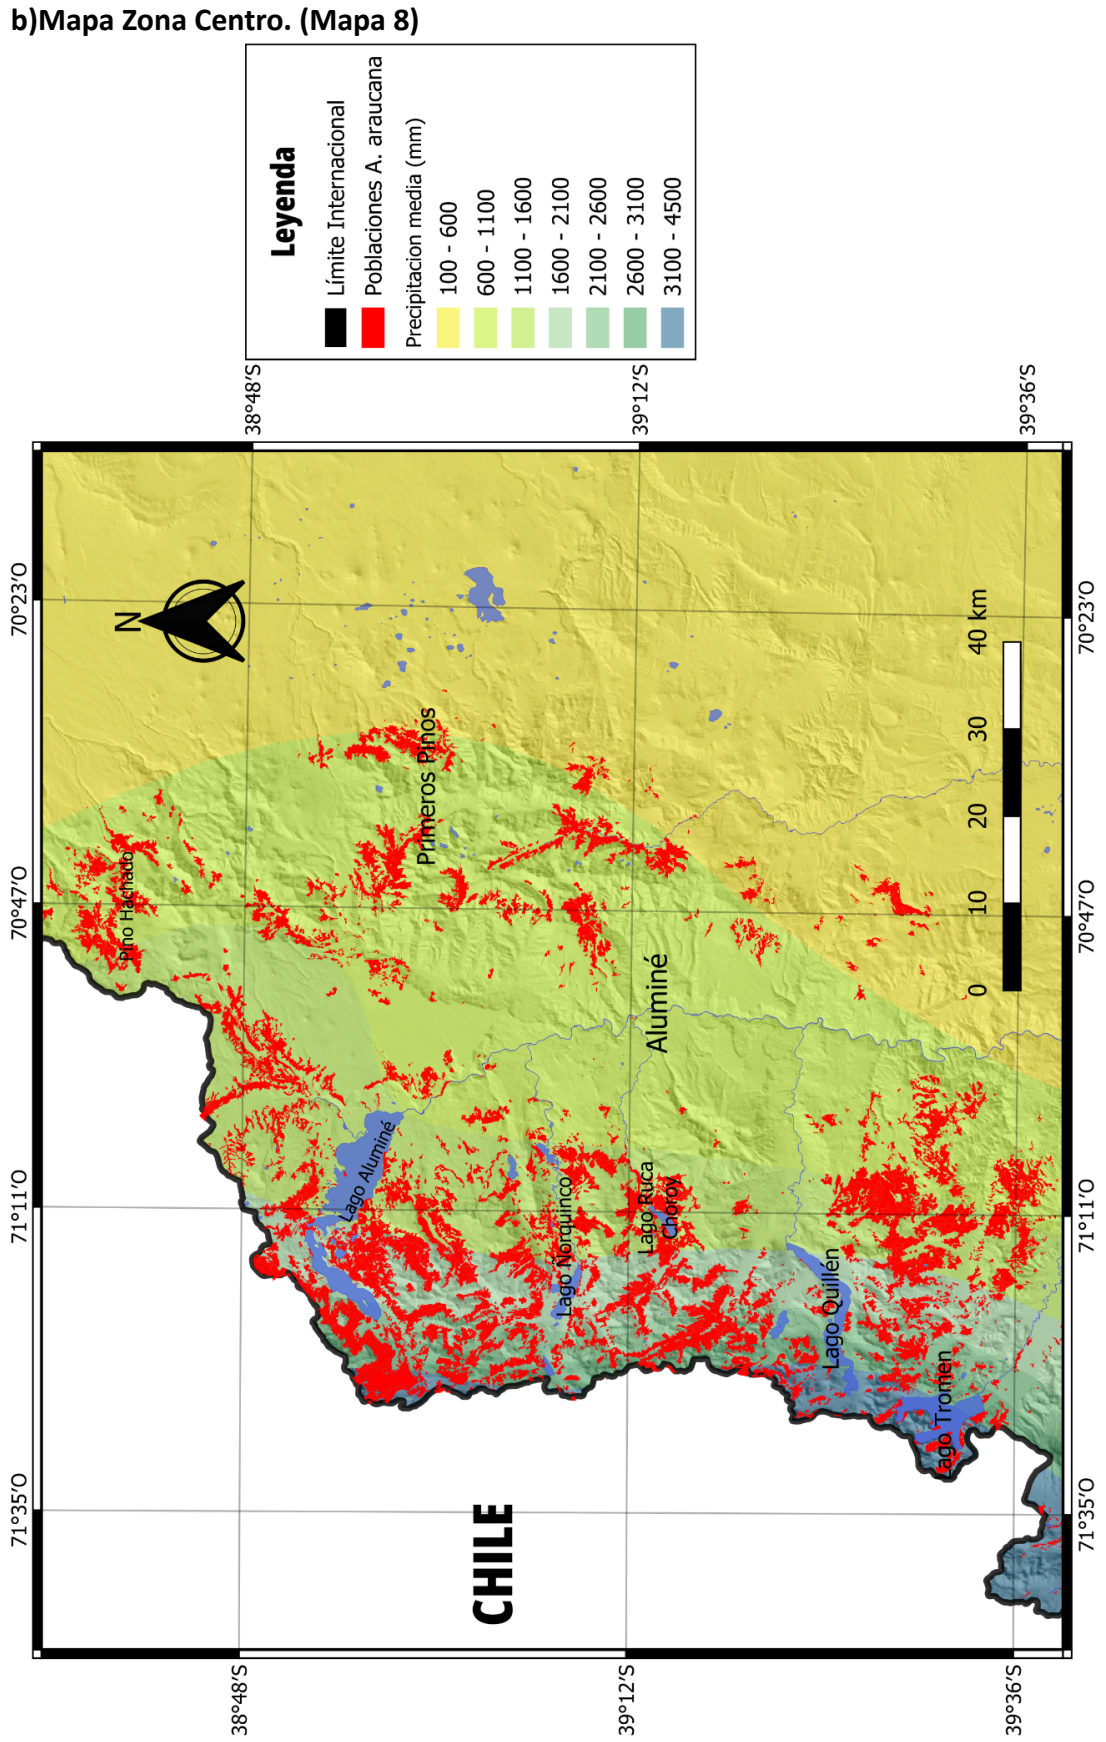 b)Mapa Zona Centro. (Mapa 8)
Leyenda
Límite Internacional
Poblaciones A. araucana
Precipitacion media (mm)
100 - 600
600 - 1100
1100 - 1600
1600 - 2100
2100 - 2600
2600 - 3100
3100 - 4500
71°35'O
71°11'O
70°47'O
70°23'O
38°48'S
39°12'S
39°36'S
38°48'S
39°12'S
39°36'S
71°35'O
71°11'O
70°47'O
70°23'O
N
Pino Hachado
Primeros Pinos
Lago Aluminé
Lago Ñorquinco
Lago Ruca
Choroy
Aluminé
Lago Quillén
Lago Tromen
CHILE
0 10 20 30 40 km